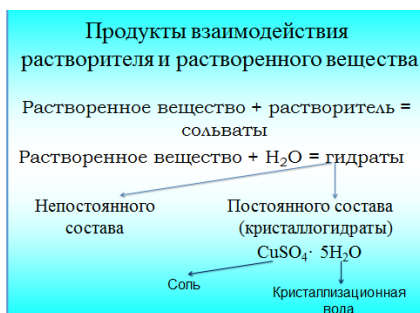 Продукты взаимодействия
растворителя и растворенного вещества
Растворенное вещество + растворитель =
сольваты
Растворенное вещество + H₂O = гидраты
Непостоянного
состава
Постоянного состава
(кристаллогидраты)
CuSO₄· 5H₂O
Соль
Кристаллизационная
вода